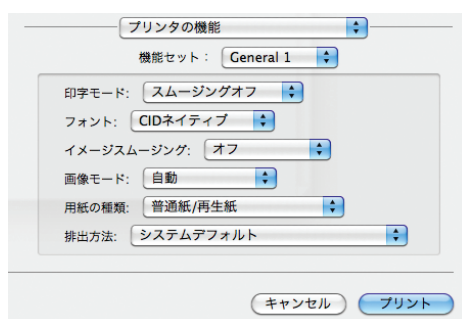 プリンタの機能
機能セット： General 1
印字モード: スムージングオフ
フォント: CIDネイティブ
イメージスムージング: オフ
画像モード: 自動
用紙の種類: 普通紙/再生紙
排出方法: システムデフォルト
キャンセル プリント